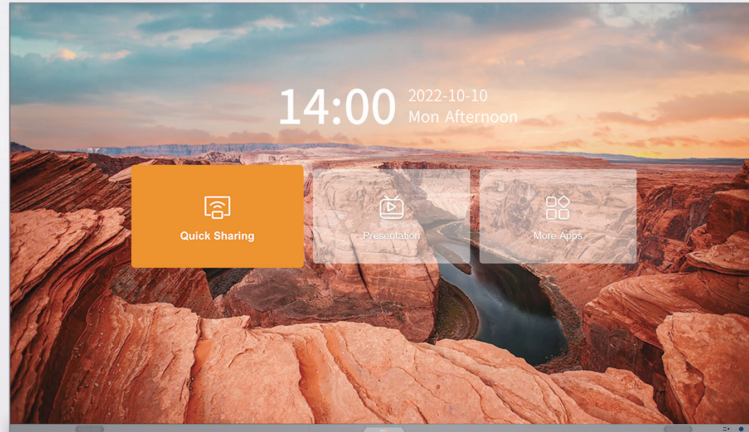 14:00
2022-10-10
Mon Afternoon
Quick Sharing
Presentation
More Apps